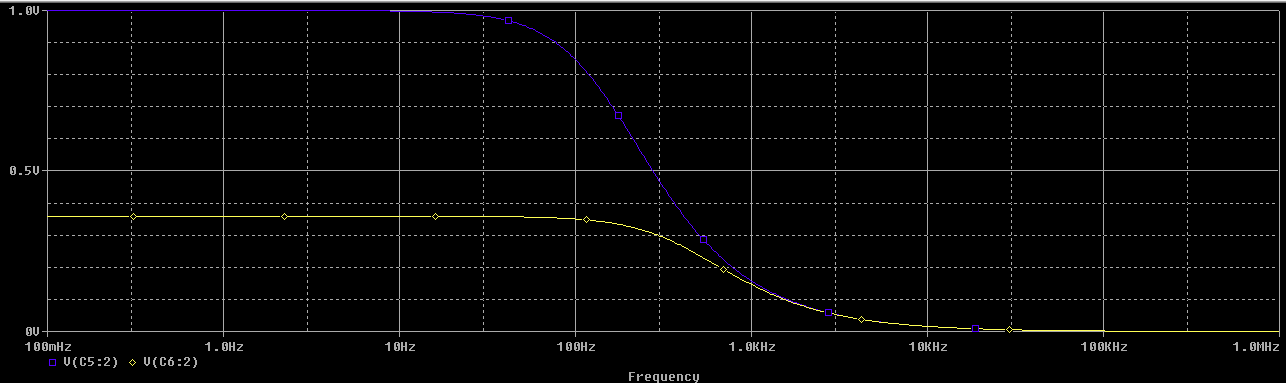 1.0V
0.5V
0V
100mHz 1.0Hz 10Hz 100Hz 1.0KHz 10KHz 100KHz 1.0MHz
V(C5:2) V(C6:2)
Frequency